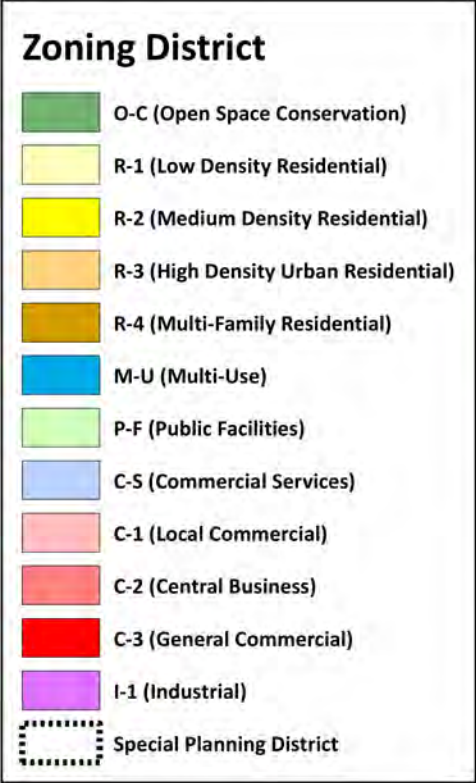 Zoning District
O-C (Open Space Conservation)
R-1 (Low Density Residential)
R-2 (Medium Density Residential)
R-3 (High Density Urban Residential)
R-4 (Multi-Family Residential)
M-U (Multi-Use)
P-F (Public Facilities)
C-S (Commercial Services)
C-1 (Local Commercial)
C-2 (Central Business)
C-3 (General Commercial)
I-1 (Industrial)
Special Planning District